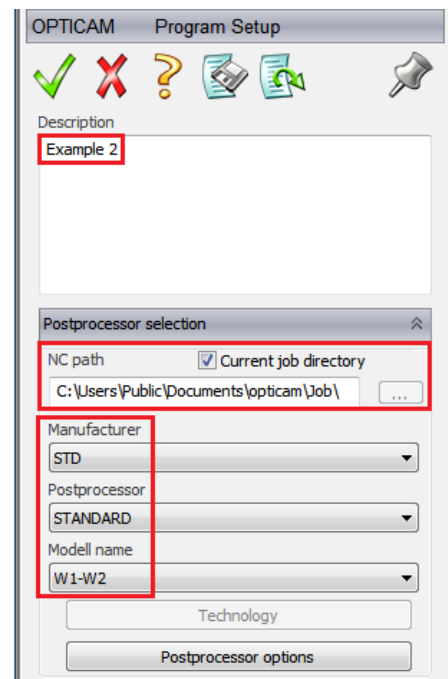 OPTICAM Program Setup
Description
Example 2
Postprocessor selection
NC path Current job directory
C:\Users\Public\Documents\opticam\Job\ ...
Manufacturer
STD
Postprocessor
STANDARD
Modell name
W1-W2
Technology
Postprocessor options